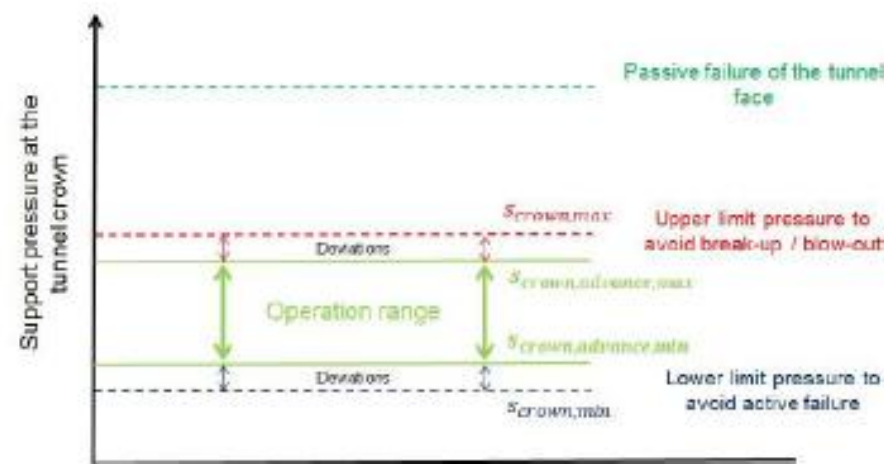 Support pressure at the
tunnel crown
Passive failure of the tunnel
face
s_crown,max
Upper limit pressure to
avoid break-up / blow-out
Deviations
s_crown,advance,max
Operation range
s_crown,advance,min
Deviations
Lower limit pressure to
avoid active failure
s_crown,min